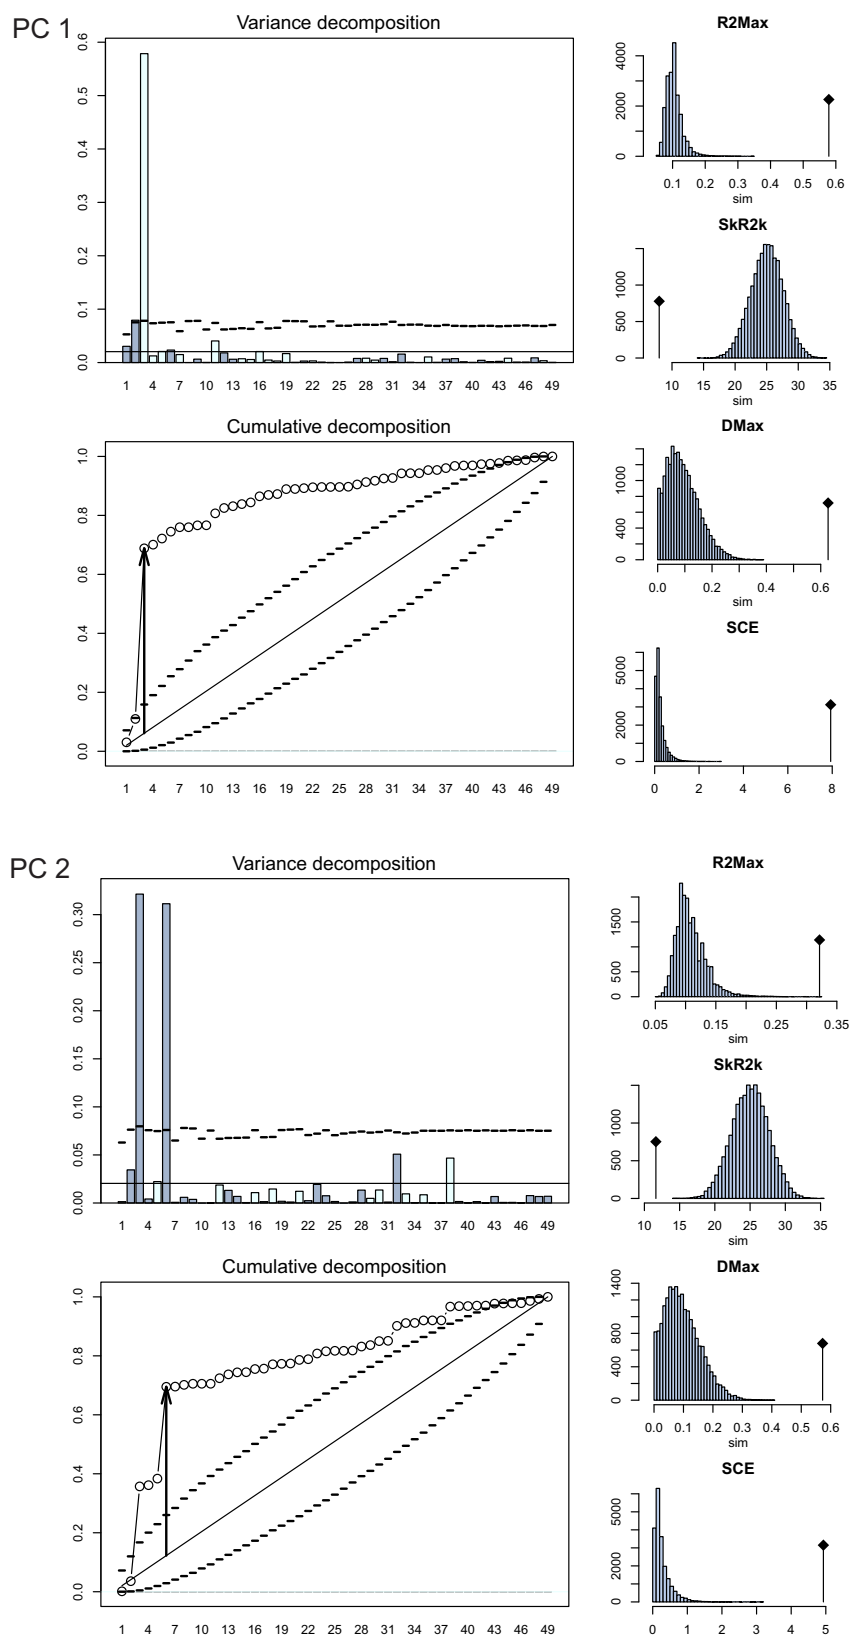 PC 1
Variance decomposition
0.0 0.1 0.2 0.3 0.4 0.5 0.6
1 4 7 10 13 16 19 22 25 28 31 34 37 40 43 46 49
R2Max
0 2000 4000
0.1 0.2 0.3 0.4 0.5 0.6
sim
SkR2k
0 500 1000
10 15 20 25 30 35
sim
Cumulative decomposition
0.0 0.2 0.4 0.6 0.8 1.0
1 4 7 10 13 16 19 22 25 28 31 34 37 40 43 46 49
DMax
0 400 1000
0.0 0.2 0.4 0.6
sim
SCE
0 2000 5000
0 2 4 6 8
PC 2
Variance decomposition
0.00 0.05 0.10 0.15 0.20 0.25 0.30
1 4 7 10 13 16 19 22 25 28 31 34 37 40 43 46 49
R2Max
0 500 1500
0.05 0.15 0.25 0.35
sim
SkR2k
0 500 1000
10 15 20 25 30 35
sim
Cumulative decomposition
0.0 0.2 0.4 0.6 0.8 1.0
1 4 7 10 13 16 19 22 25 28 31 34 37 40 43 46 49
DMax
0 400 800 1400
0.0 0.1 0.2 0.3 0.4 0.6
sim
SCE
0 2000 5000
0 1 2 3 4 5